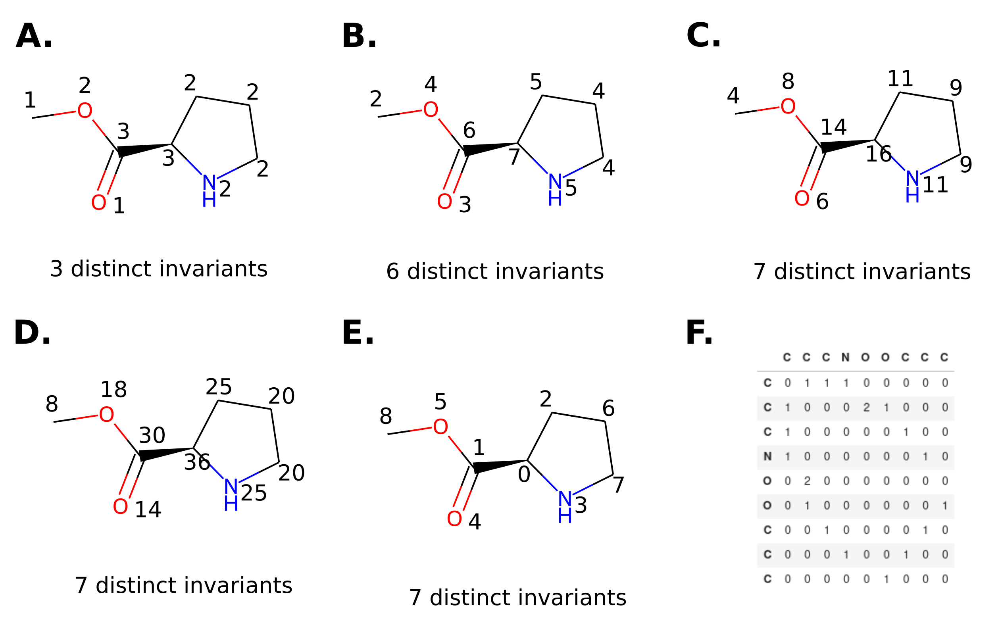 A.
B.
C.
1
2
2
2
O
3
3
2
N
H
2
O
1
2
4
5
4
O
6
7
4
N
H
5
O
3
4
8
11
9
O
14
16
9
N
H
11
O
6
3 distinct invariants
6 distinct invariants
7 distinct invariants
D.
E.
F.
8
18
25
20
O
30
36
20
N
H
25
O
14
8
5
2
6
O
1
0
7
N
H
3
O
4
C C C N O O C C C
C 0 1 1 1 0 0 0 0 0
C 1 0 0 0 2 1 0 0 0
C 1 0 0 0 0 0 1 0 0
N 1 0 0 0 0 0 0 1 0
O 0 2 0 0 0 0 0 0 0
O 0 1 0 0 0 0 0 0 1
C 0 0 1 0 0 0 0 1 0
C 0 0 0 1 0 0 1 0 0
C 0 0 0 0 0 1 0 0 0
7 distinct invariants
7 distinct invariants